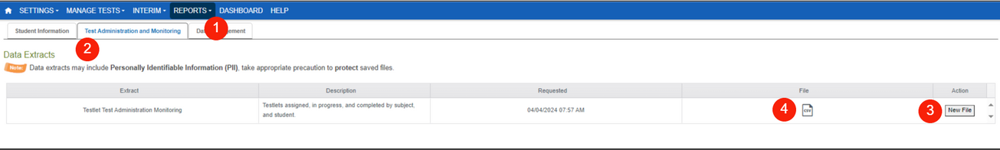 SETTINGS MANAGE TESTS INTERIM REPORTS DASHBOARD HELP
1
Student Information Test Administration and Monitoring
2
Data Extracts
Note: Data extracts may include Personally Identifiable Information (PII), take appropriate precaution to protect saved files.
Extract Description Requested File Action
Testlet Test Administration Monitoring Testlets assigned, in progress, and completed by subject, and student. 04/04/2024 07:57 AM 4 CSV 3 New File